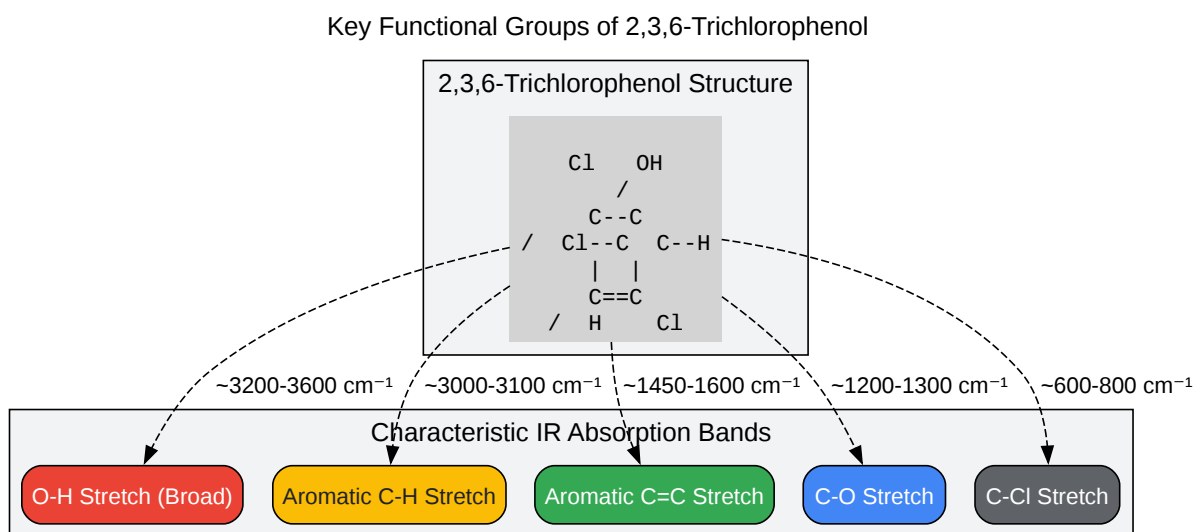 Key Functional Groups of 2,3,6-Trichlorophenol
2,3,6-Trichlorophenol Structure
Cl   OH
/
C--C
/  Cl--C  C--H
|  |
C==C
/  H    Cl
~3200-3600 cm⁻¹ ~3000-3100 cm⁻¹ ~1450-1600 cm⁻¹ ~1200-1300 cm⁻¹ ~600-800 cm⁻¹
Characteristic IR Absorption Bands
O-H Stretch (Broad) Aromatic C-H Stretch Aromatic C=C Stretch C-O Stretch C-Cl Stretch